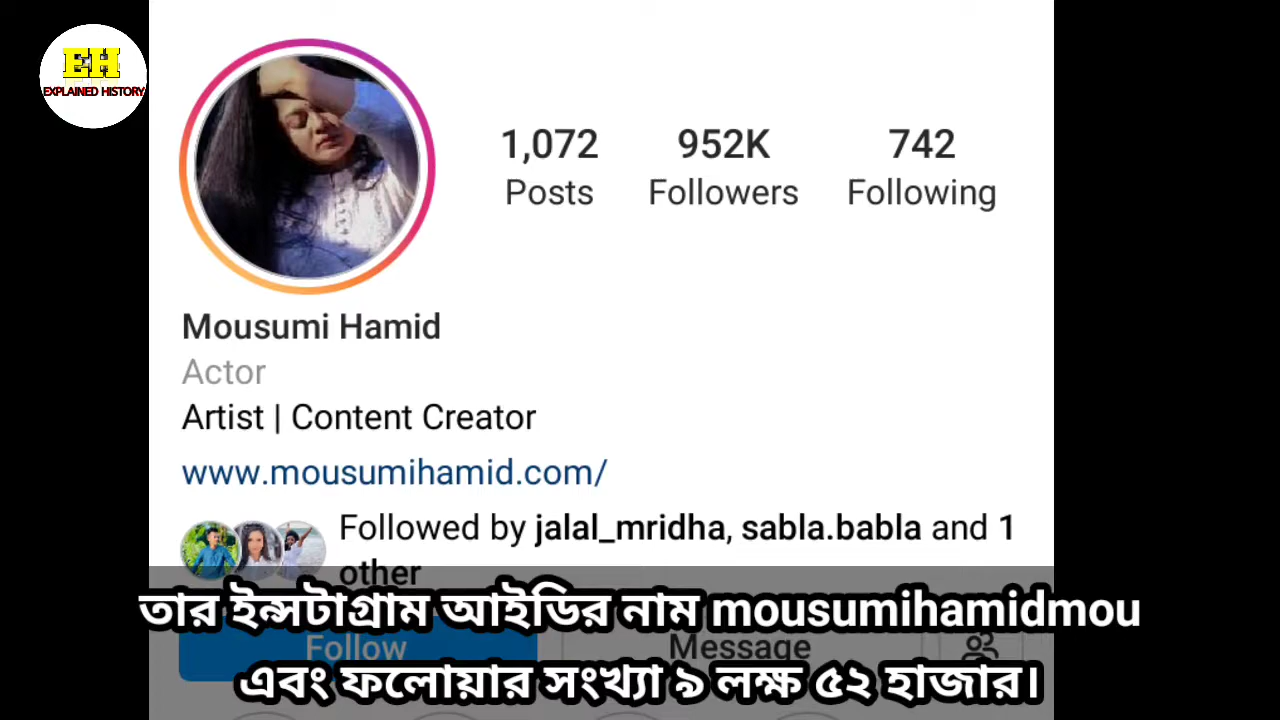 EH
EXPLAINED HISTORY
1,072
Posts
952K
Followers
742
Following
Mousumi Hamid
Actor
Artist | Content Creator
www.mousumihamid.com/
Followed by jalal_mridha, sabla.babla and 1
other
তার ইন্সটাগ্রাম আইডির নাম mousumihamidmou
Follow
Message
এবং ফলোয়ার সংখ্যা ৯ লক্ষ ৫২ হাজার।